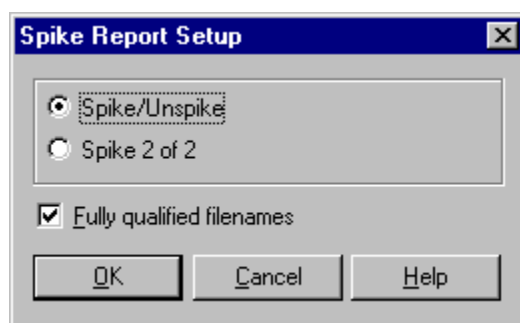 Spike Report Setup
Spike/Unspike
Spike 2 of 2
Fully qualified filenames
OK Cancel Help